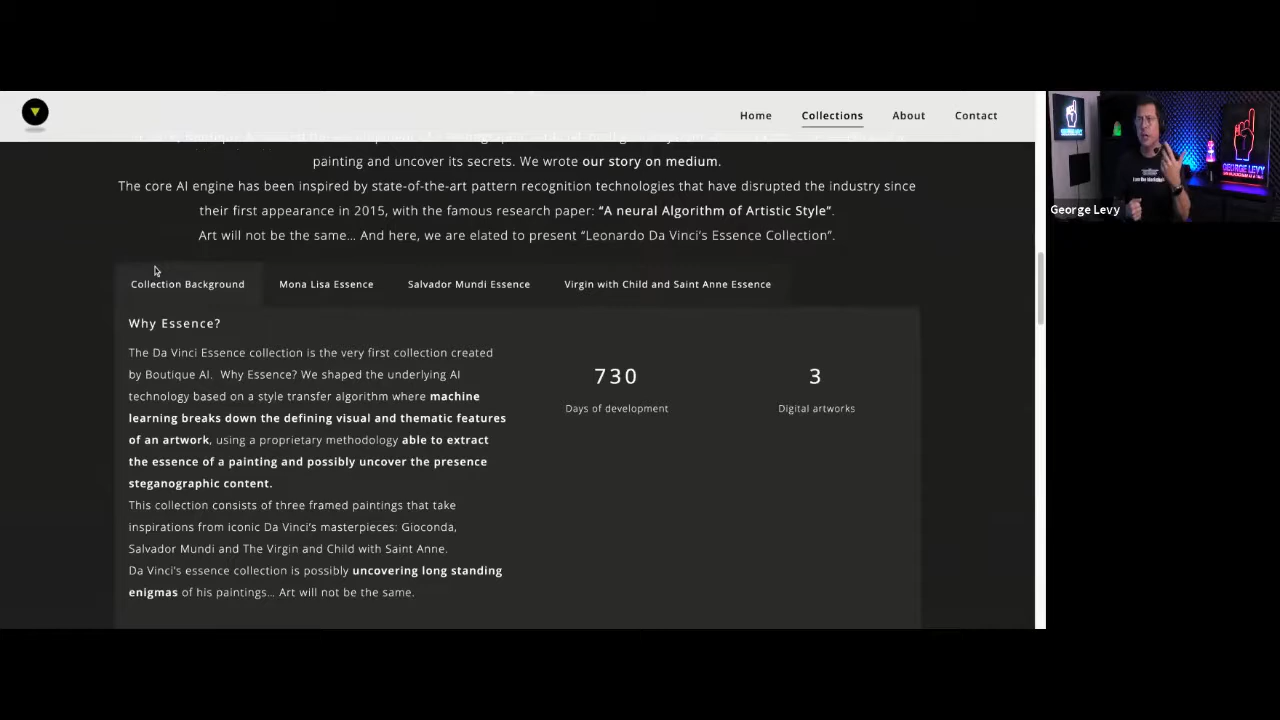 Home Collections About Contact
painting and uncover its secrets. We wrote our story on medium.
The core AI engine has been inspired by state-of-the-art pattern recognition technologies that have disrupted the industry since
their first appearance in 2015, with the famous research paper: “A neural Algorithm of Artistic Style”.
Art will not be the same… And here, we are elated to present “Leonardo Da Vinci’s Essence Collection”.
Collection Background Mona Lisa Essence Salvador Mundi Essence Virgin with Child and Saint Anne Essence
Why Essence?
The Da Vinci Essence collection is the very first collection created
by Boutique AI. Why Essence? We shaped the underlying AI
technology based on a style transfer algorithm where machine
learning breaks down the defining visual and thematic features
of an artwork, using a proprietary methodology able to extract
the essence of a painting and possibly uncover the presence
steganographic content.
This collection consists of three framed paintings that take
inspirations from iconic Da Vinci’s masterpieces: Gioconda,
Salvador Mundi and The Virgin and Child with Saint Anne.
Da Vinci’s essence collection is possibly uncovering long standing
enigmas of his paintings… Art will not be the same.
730
Days of development
3
Digital artworks
George Levy
GEORGE LEVY